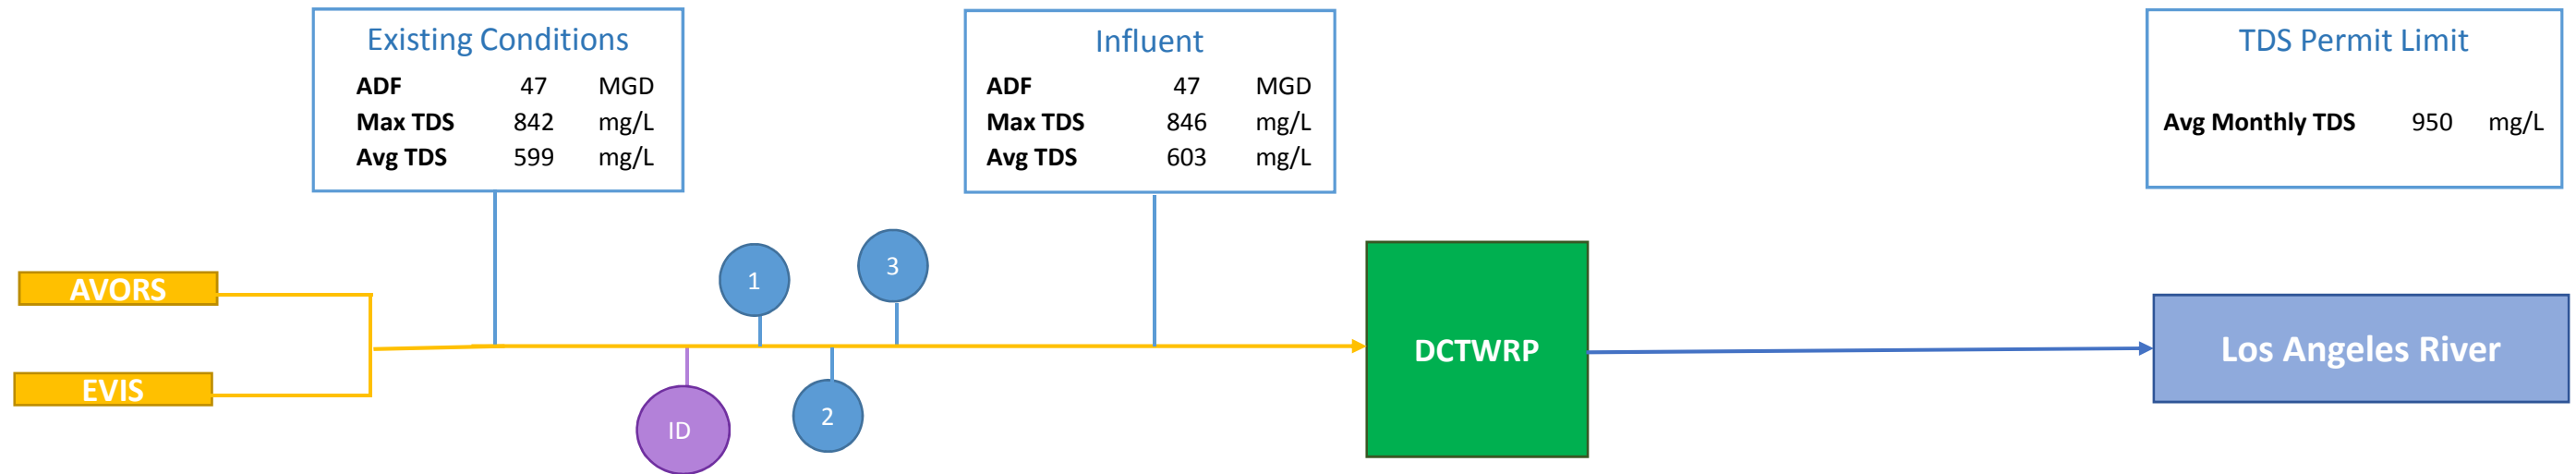 Existing Conditions
ADF 47 MGD
Max TDS 842 mg/L
Avg TDS 599 mg/L
Influent
ADF 47 MGD
Max TDS 846 mg/L
Avg TDS 603 mg/L
TDS Permit Limit
Avg Monthly TDS 950 mg/L
AVORS
EVIS
ID
1
2
3
DCTWRP
Los Angeles River